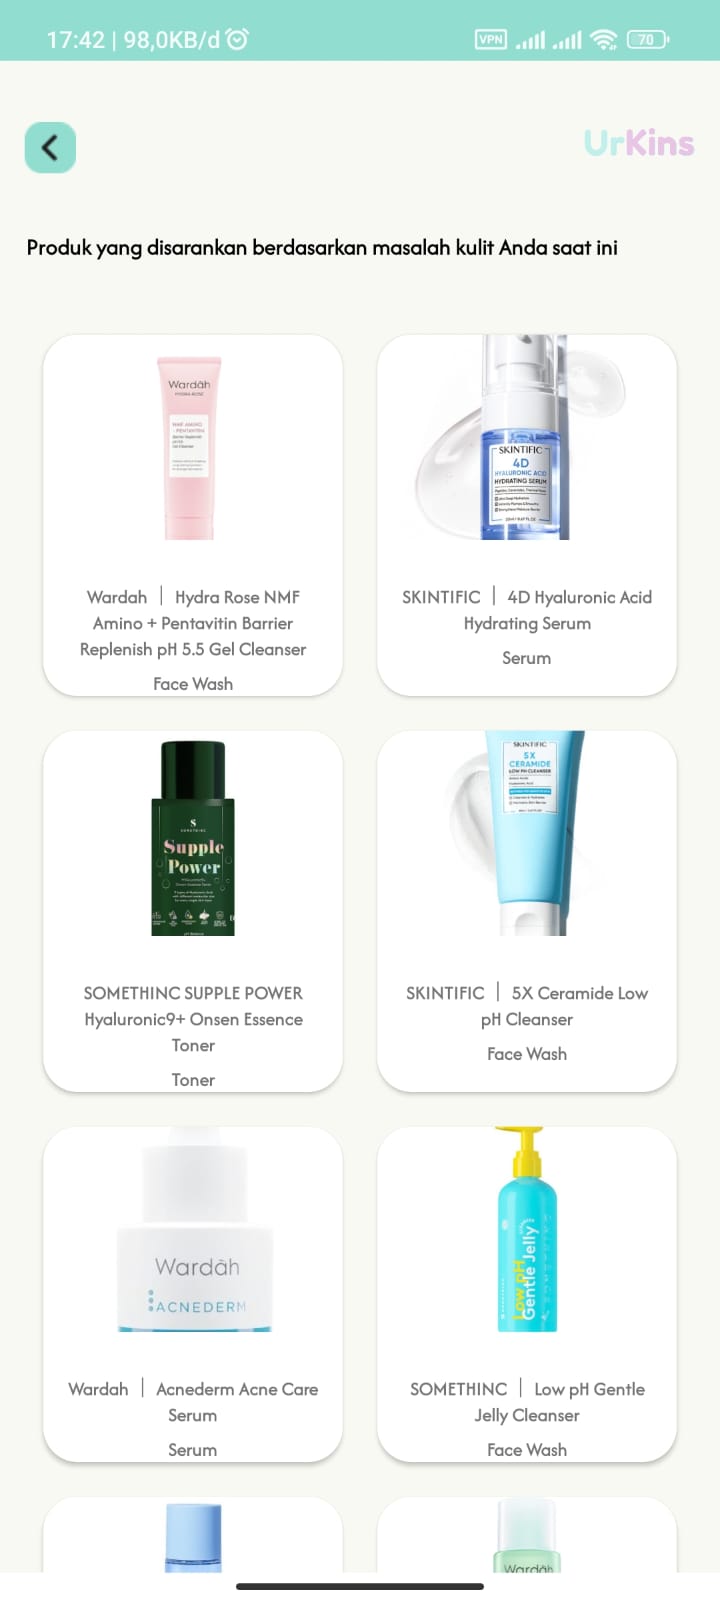 17:42 | 98,0KB/d
VPN
70
UrKins
Produk yang disarankan berdasarkan masalah kulit Anda saat ini
Wardah
HYDRA ROSE
NMF AMINO
+ PENTAVITIN
Wardah | Hydra Rose NMF
Amino + Pentavitin Barrier
Replenish pH 5.5 Gel Cleanser
Face Wash
SKINTIFIC
4D
HYALURONIC ACID
HYDRATING SERUM
SKINTIFIC | 4D Hyaluronic Acid
Hydrating Serum
Serum
S
SOMETHINC
Supple
Power
SOMETHINC SUPPLE POWER
Hyaluronic9+ Onsen Essence
Toner
Toner
SKINTIFIC
5X
CERAMIDE
LOW PH CLEANSER
SKINTIFIC | 5X Ceramide Low
pH Cleanser
Face Wash
Wardah
ACNEDERM
Wardah | Acnederm Acne Care
Serum
Serum
Low pH
Gentle Jelly
SOMETHINC | Low pH Gentle
Jelly Cleanser
Face Wash
Wardah